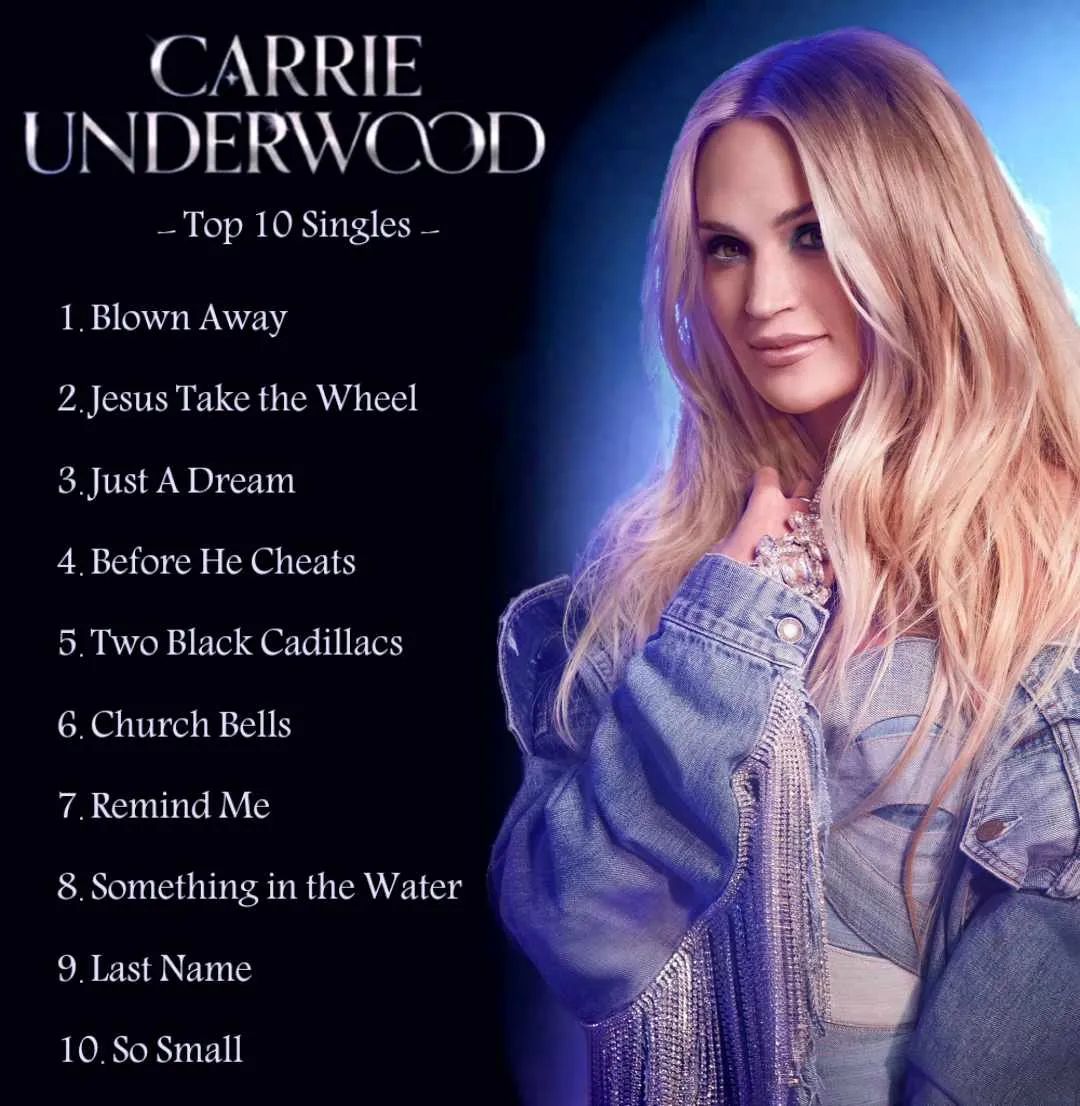 CARRIE
UNDERWOOD
– Top 10 Singles –
1. Blown Away
2. Jesus Take the Wheel
3. Just A Dream
4. Before He Cheats
5. Two Black Cadillacs
6. Church Bells
7. Remind Me
8. Something in the Water
9. Last Name
10. So Small